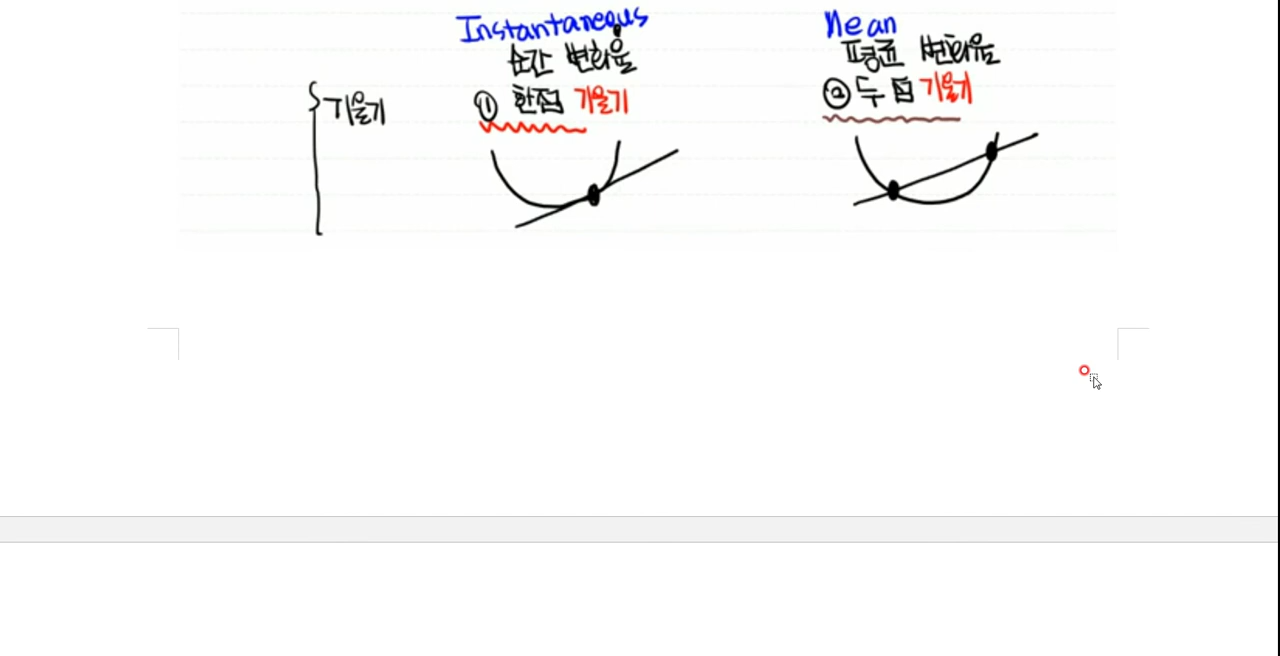 Instantaneous
순간 변화율
① 한점 기울기
Mean
평균 변화율
② 두 점 기울기
기울기